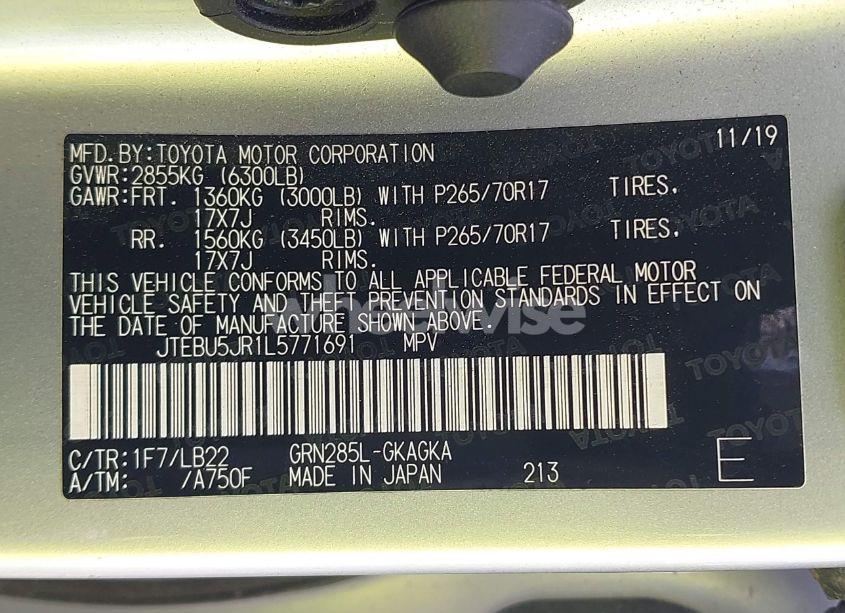 11/19
MFD.BY:TOYOTA MOTOR CORPORATION
GVWR:2855KG (6300LB)
GAWR:FRT. 1360KG (3000LB) WITH P265/70R17 TIRES.
17X7J RIMS.
RR. 1560KG (3450LB) WITH P265/70R17 TIRES.
17X7J RIMS.
THIS VEHICLE CONFORMS TO ALL APPLICABLE FEDERAL MOTOR
VEHICLE SAFETY AND THEFT PREVENTION STANDARDS IN EFFECT ON
THE DATE OF MANUFACTURE SHOWN ABOVE.
wheelwise
JTEBU5JR1L5771691 MPV
C/TR:1F7/LB22 GRN285L-GKAGKA
A/TM: /A750F MADE IN JAPAN 213 E